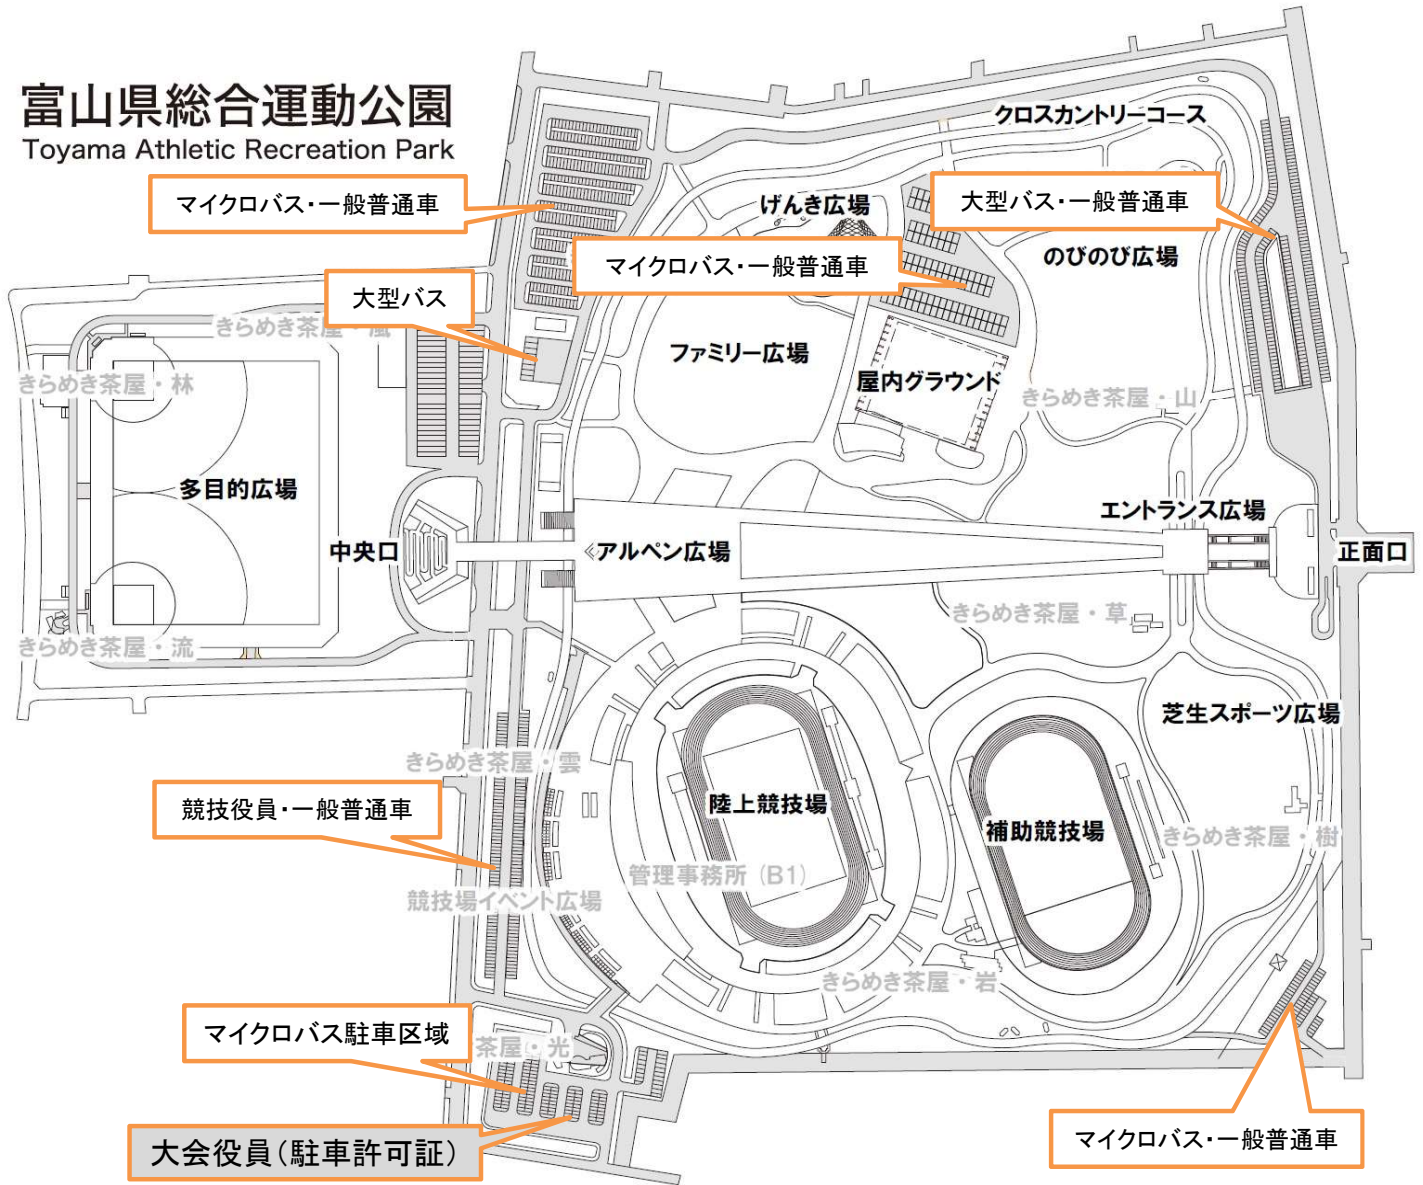 富山県総合運動公園
Toyama Athletic Recreation Park
クロスカントリーコース
マイクロバス・一般普通車
げんき広場
大型バス・一般普通車
マイクロバス・一般普通車
のびのび広場
大型バス
きらめき茶屋・風
ファミリー広場
屋内グラウンド
きらめき茶屋・林
きらめき茶屋・山
多目的広場
エントランス広場
中央口
アルペン広場
正面口
きらめき茶屋・草
きらめき茶屋・流
芝生スポーツ広場
きらめき茶屋・雲
競技役員・一般普通車
陸上競技場
補助競技場
きらめき茶屋・樹
管理事務所 (B1)
競技場イベント広場
きらめき茶屋・岩
マイクロバス駐車区域
茶屋・光
マイクロバス・一般普通車
大会役員(駐車許可証)